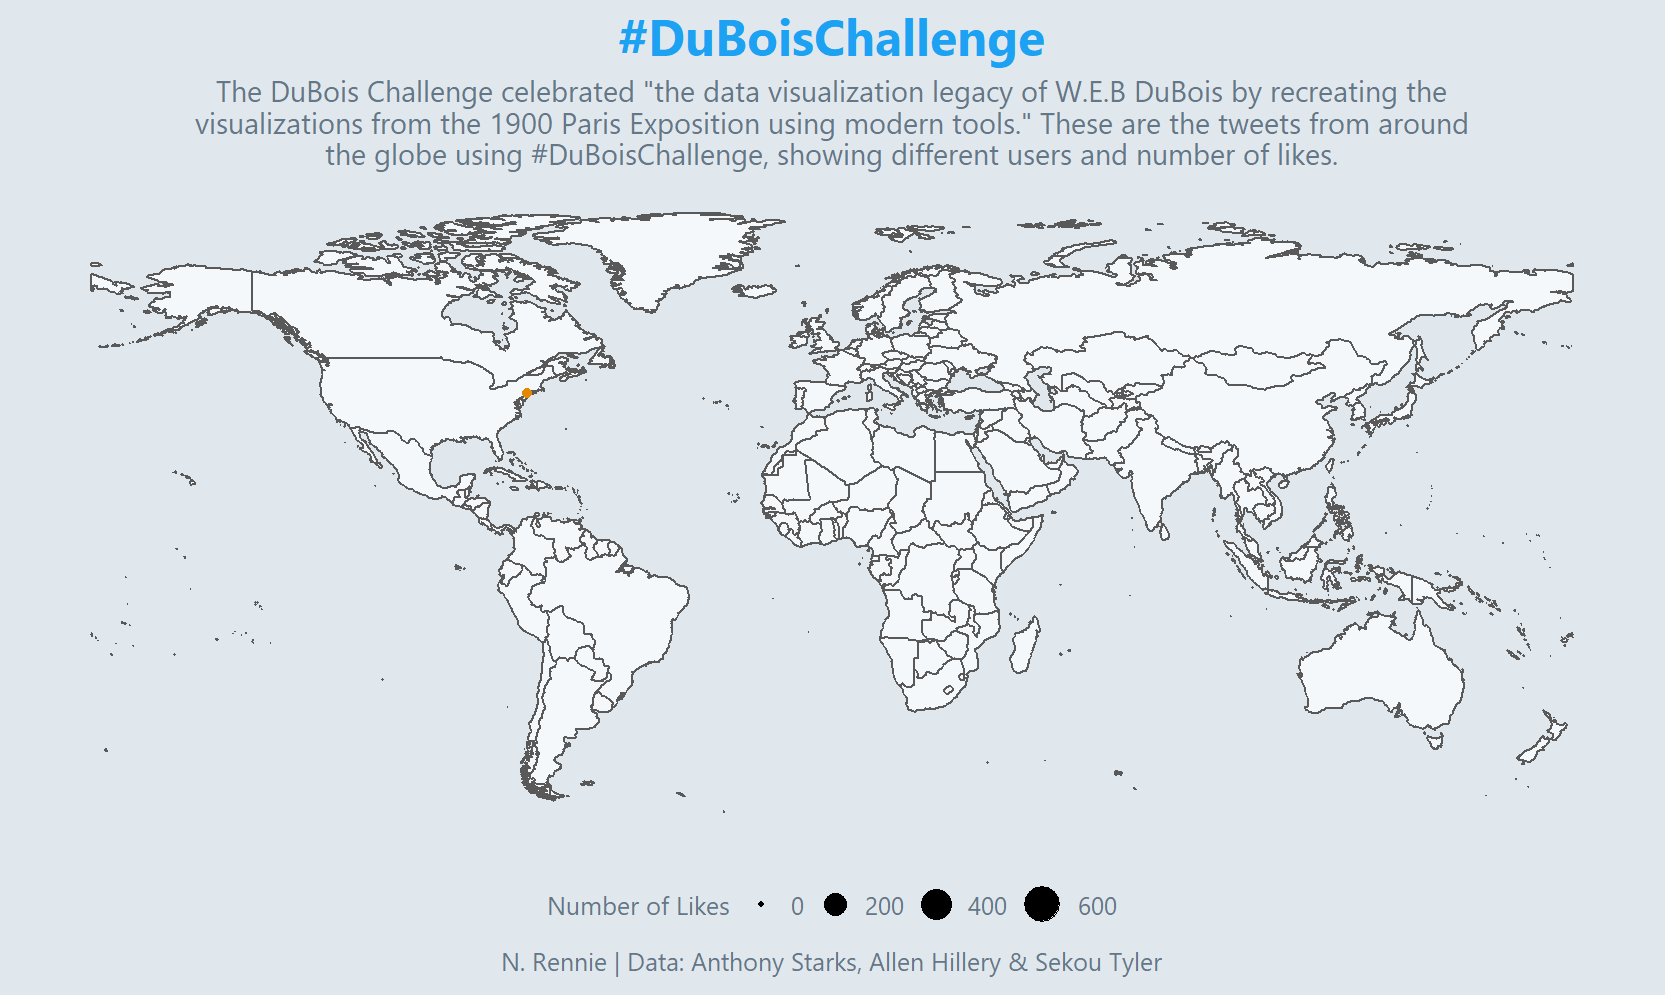 #DuBoisChallenge
The DuBois Challenge celebrated "the data visualization legacy of W.E.B DuBois by recreating the
visualizations from the 1900 Paris Exposition using modern tools." These are the tweets from around
the globe using #DuBoisChallenge, showing different users and number of likes.
Number of Likes 0 200 400 600
N. Rennie | Data: Anthony Starks, Allen Hillery & Sekou Tyler